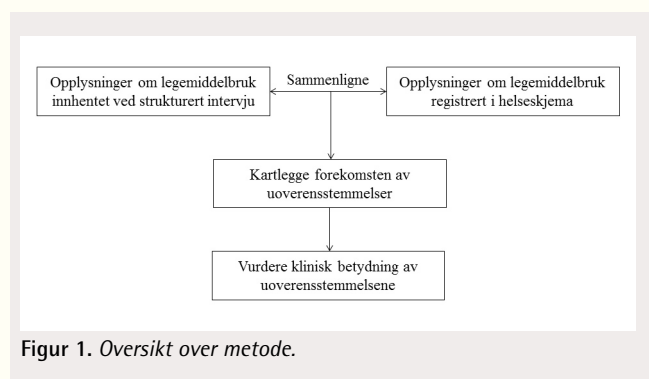 Opplysninger om legemiddelbruk
innhentet ved strukturert intervju
Sammenligne
Opplysninger om legemiddelbruk
registrert i helseskjema
Kartlegge forekomsten av
uoverensstemmelser
Vurdere klinisk betydning av
uoverensstemmelsene
Figur 1. Oversikt over metode.